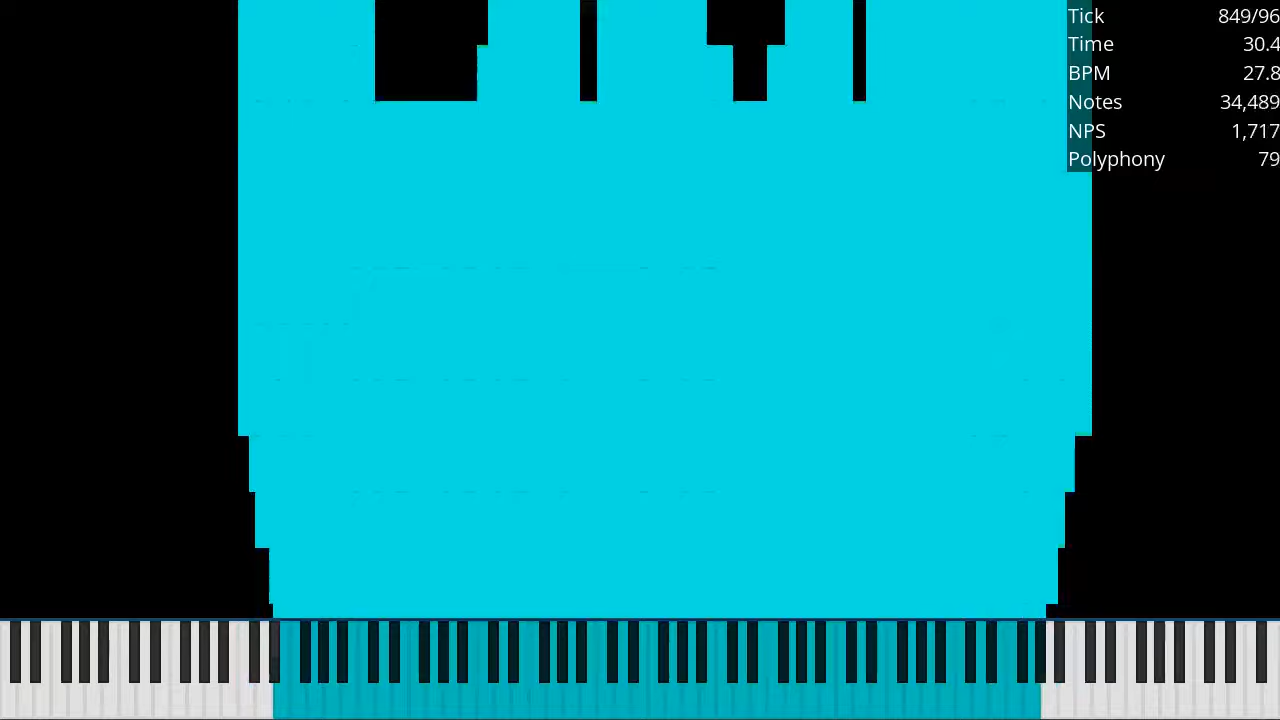 Tick 849/96
Time 30.4
BPM 27.8
Notes 34,489
NPS 1,717
Polyphony 79